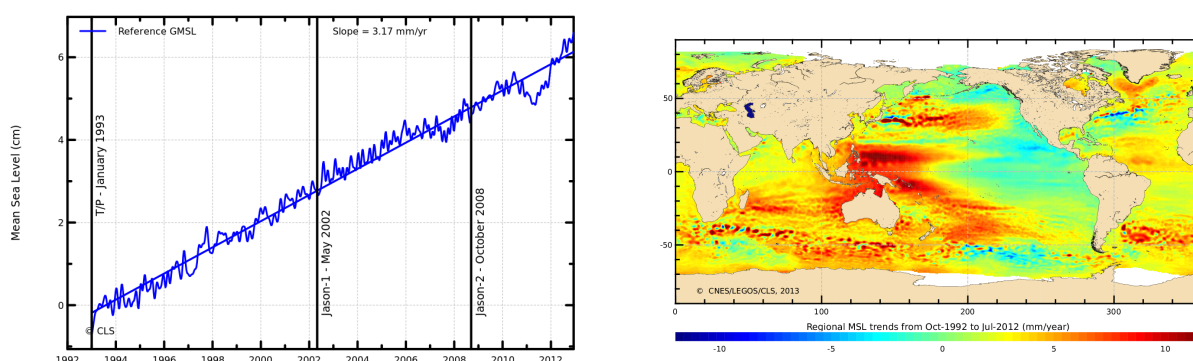 Mean Sea Level (cm)
6
4
2
0
Reference GMSL
Slope = 3.17 mm/yr
T/P - January 1993
Jason-1 - May 2002
Jason-2 - October 2008
© CLS
1992 1994 1996 1998 2000 2002 2004 2006 2008 2010 2012
50
0
-50
© CNES/LEGOS/CLS, 2013
0 100 200 300
Regional MSL trends from Oct-1992 to Jul-2012 (mm/year)
-10 -5 0 5 10